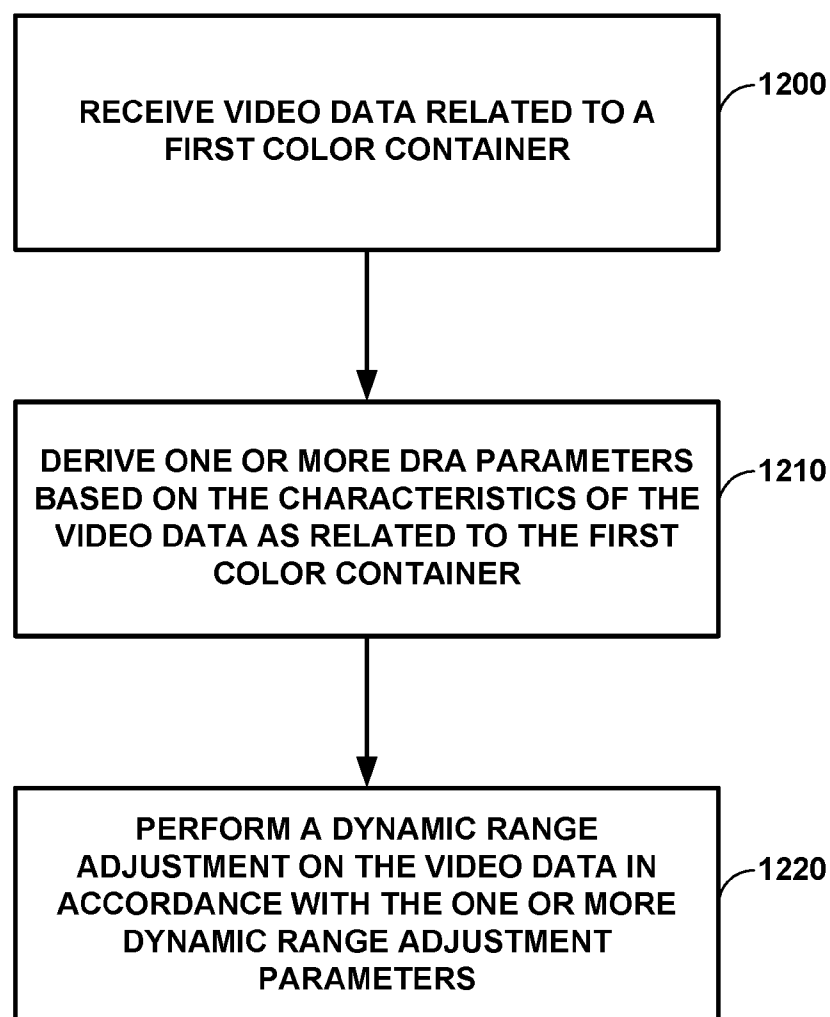 RECEIVE VIDEO DATA RELATED TO A
FIRST COLOR CONTAINER
1200
DERIVE ONE OR MORE DRA PARAMETERS
BASED ON THE CHARACTERISTICS OF THE
VIDEO DATA AS RELATED TO THE FIRST
COLOR CONTAINER
1210
PERFORM A DYNAMIC RANGE
ADJUSTMENT ON THE VIDEO DATA IN
ACCORDANCE WITH THE ONE OR MORE
DYNAMIC RANGE ADJUSTMENT
PARAMETERS
1220